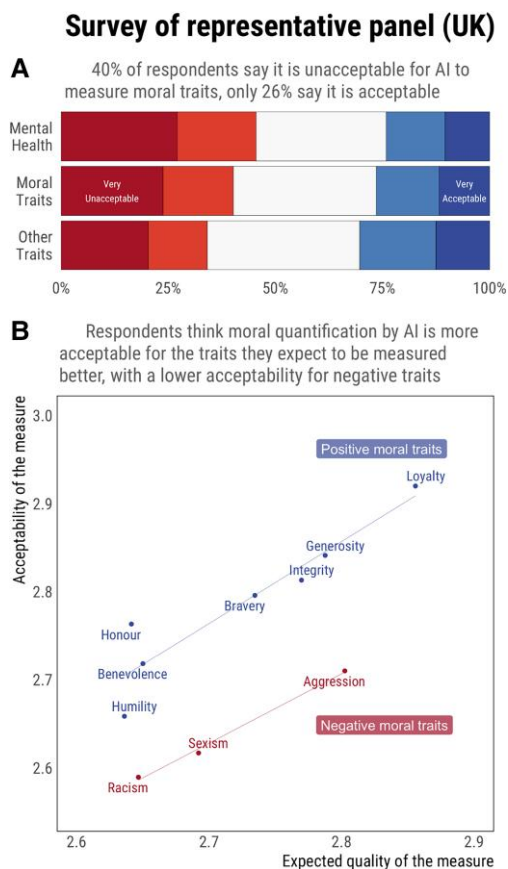 Survey of representative panel (UK)
A
40% of respondents say it is unacceptable for AI to
measure moral traits, only 26% say it is acceptable
Mental
Health
Moral
Traits
Very
Unacceptable
Very
Acceptable
Other
Traits
0% 25% 50% 75% 100%
B
Respondents think moral quantification by AI is more
acceptable for the traits they expect to be measured
better, with a lower acceptability for negative traits
Acceptability of the measure
3.0
2.9
2.8
2.7
2.6
Positive moral traits
Loyalty
Generosity
Integrity
Bravery
Honour
Benevolence
Aggression
Humility
Negative moral traits
Sexism
Racism
2.6 2.7 2.8 2.9
Expected quality of the measure